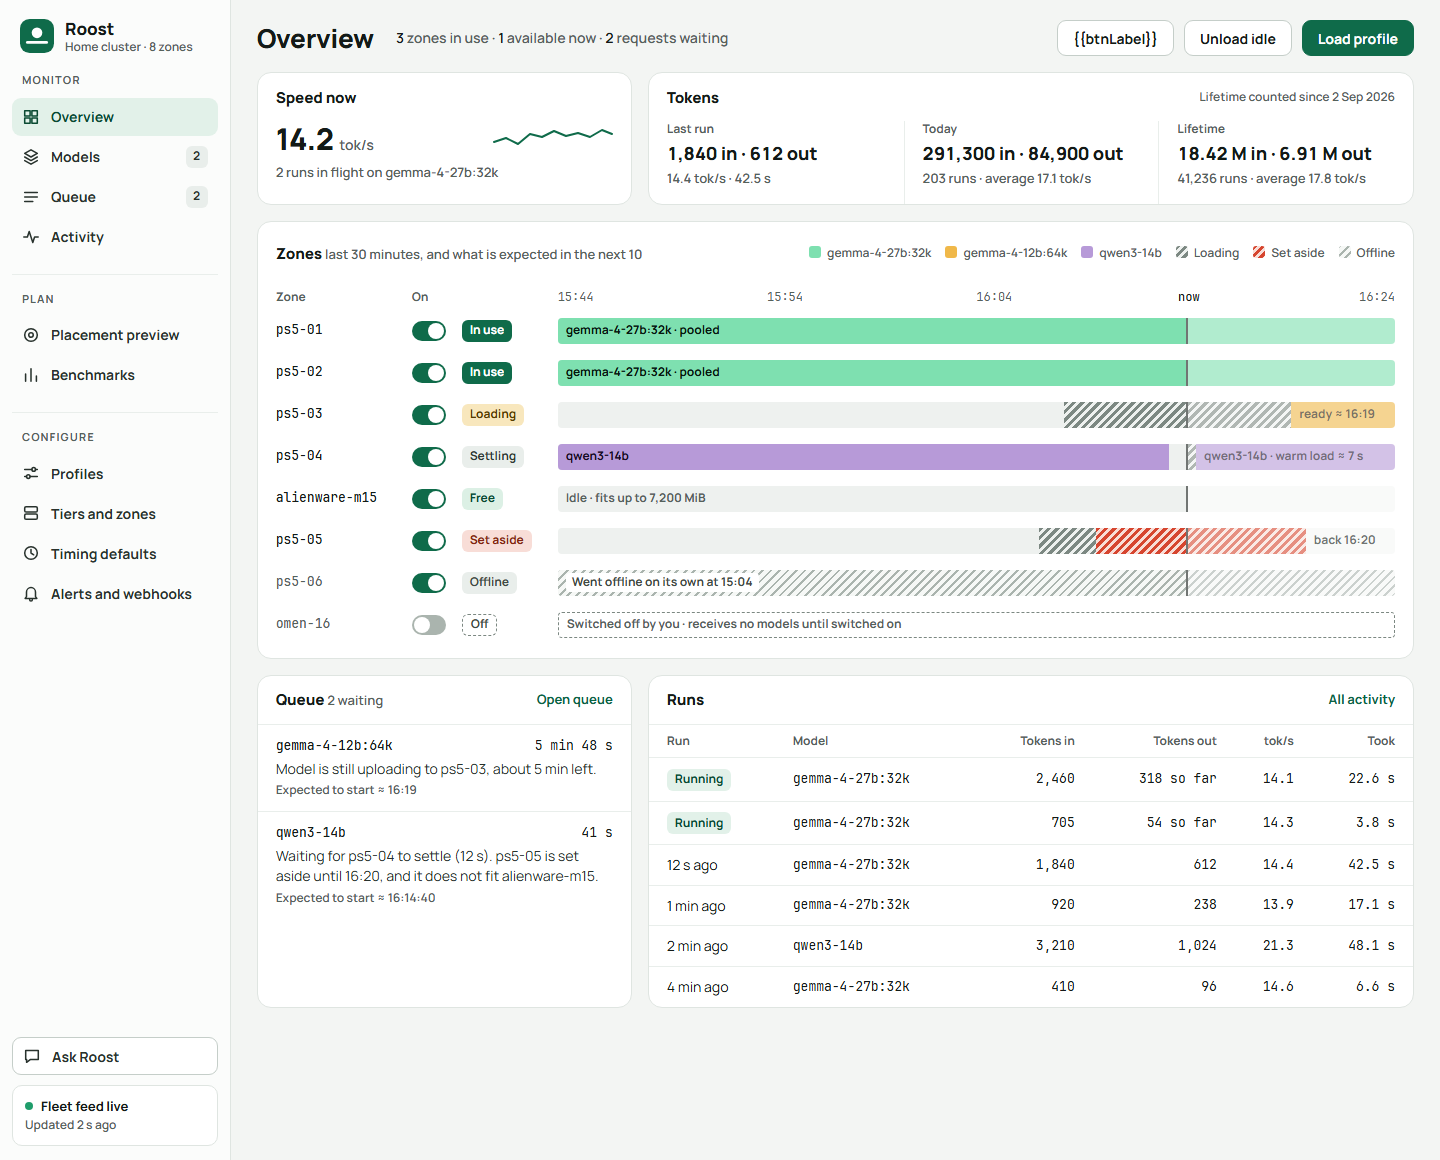 Roost
Home cluster · 8 zones
MONITOR
Overview
Models 2
Queue 2
Activity
PLAN
Placement preview
Benchmarks
CONFIGURE
Profiles
Tiers and zones
Timing defaults
Alerts and webhooks
Ask Roost
Fleet feed live
Updated 2 s ago
Overview
3 zones in use · 1 available now · 2 requests waiting
{{btnLabel}}
Unload idle
Load profile
Speed now
14.2 tok/s
2 runs in flight on gemma-4-27b:32k
Tokens
Lifetime counted since 2 Sep 2026
Last run
1,840 in · 612 out
14.4 tok/s · 42.5 s
Today
291,300 in · 84,900 out
203 runs · average 17.1 tok/s
Lifetime
18.42 M in · 6.91 M out
41,236 runs · average 17.8 tok/s
Zones last 30 minutes, and what is expected in the next 10
gemma-4-27b:32k gemma-4-12b:64k qwen3-14b Loading Set aside Offline
Zone On 15:44 15:54 16:04 now 16:24
ps5-01 In use gemma-4-27b:32k · pooled
ps5-02 In use gemma-4-27b:32k · pooled
ps5-03 Loading ready ≈ 16:19
ps5-04 Settling qwen3-14b qwen3-14b · warm load ≈ 7 s
alienware-m15 Free Idle · fits up to 7,200 MiB
ps5-05 Set aside back 16:20
ps5-06 Offline Went offline on its own at 15:04
omen-16 Off Switched off by you · receives no models until switched on
Queue 2 waiting
Open queue
gemma-4-12b:64k 5 min 48 s
Model is still uploading to ps5-03, about 5 min left.
Expected to start ≈ 16:19
qwen3-14b 41 s
Waiting for ps5-04 to settle (12 s). ps5-05 is set
aside until 16:20, and it does not fit alienware-m15.
Expected to start ≈ 16:14:40
Runs
All activity
Run Model Tokens in Tokens out tok/s Took
Running gemma-4-27b:32k 2,460 318 so far 14.1 22.6 s
Running gemma-4-27b:32k 705 54 so far 14.3 3.8 s
12 s ago gemma-4-27b:32k 1,840 612 14.4 42.5 s
1 min ago gemma-4-27b:32k 920 238 13.9 17.1 s
2 min ago qwen3-14b 3,210 1,024 21.3 48.1 s
4 min ago gemma-4-27b:32k 410 96 14.6 6.6 s